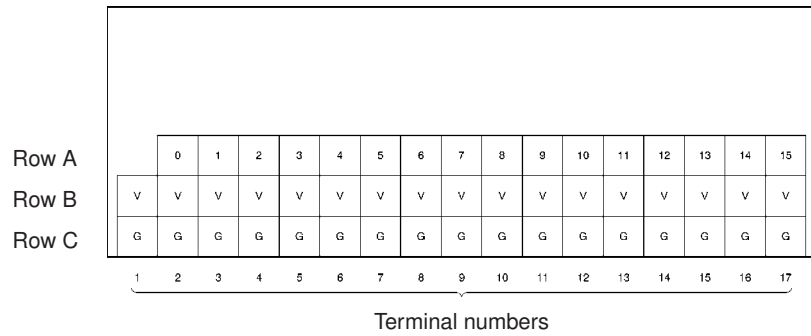 Row A 0 1 2 3 4 5 6 7 8 9 10 11 12 13 14 15
Row B V V V V V V V V V V V V V V V V V
Row C G G G G G G G G G G G G G G G G G
1 2 3 4 5 6 7 8 9 10 11 12 13 14 15 16 17
Terminal numbers